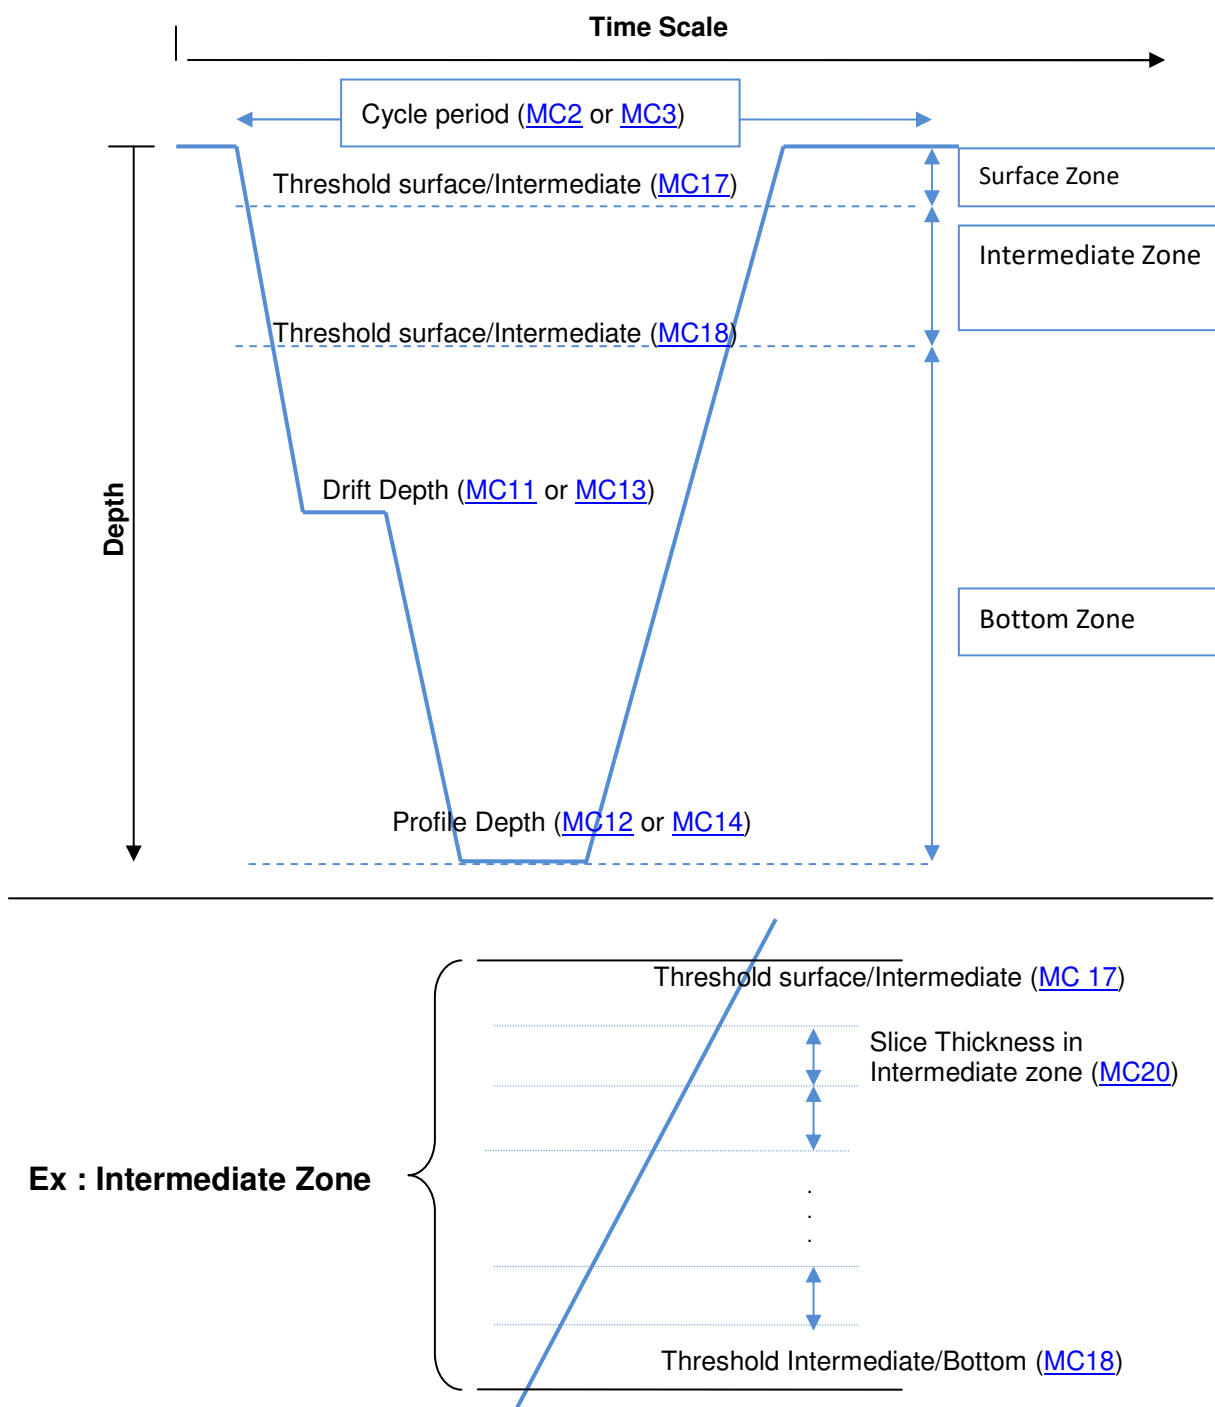 Time Scale
Cycle period (MC2 or MC3)
Threshold surface/Intermediate (MC17)
Surface Zone
Intermediate Zone
Threshold surface/Intermediate (MC18)
Drift Depth (MC11 or MC13)
Depth
Bottom Zone
Profile Depth (MC12 or MC14)
Threshold surface/Intermediate (MC 17)
Slice Thickness in
Intermediate zone (MC20)
Ex : Intermediate Zone
.
.
.
Threshold Intermediate/Bottom (MC18)